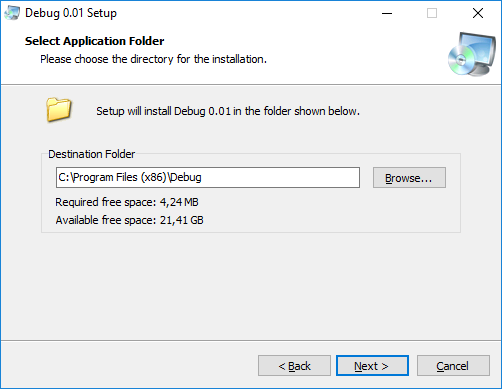 Debug 0.01 Setup
Select Application Folder
Please choose the directory for the installation.
Setup will install Debug 0.01 in the folder shown below.
Destination Folder
C:\Program Files (x86)\Debug
Browse...
Required free space: 4,24 MB
Available free space: 21,41 GB
< Back
Next >
Cancel